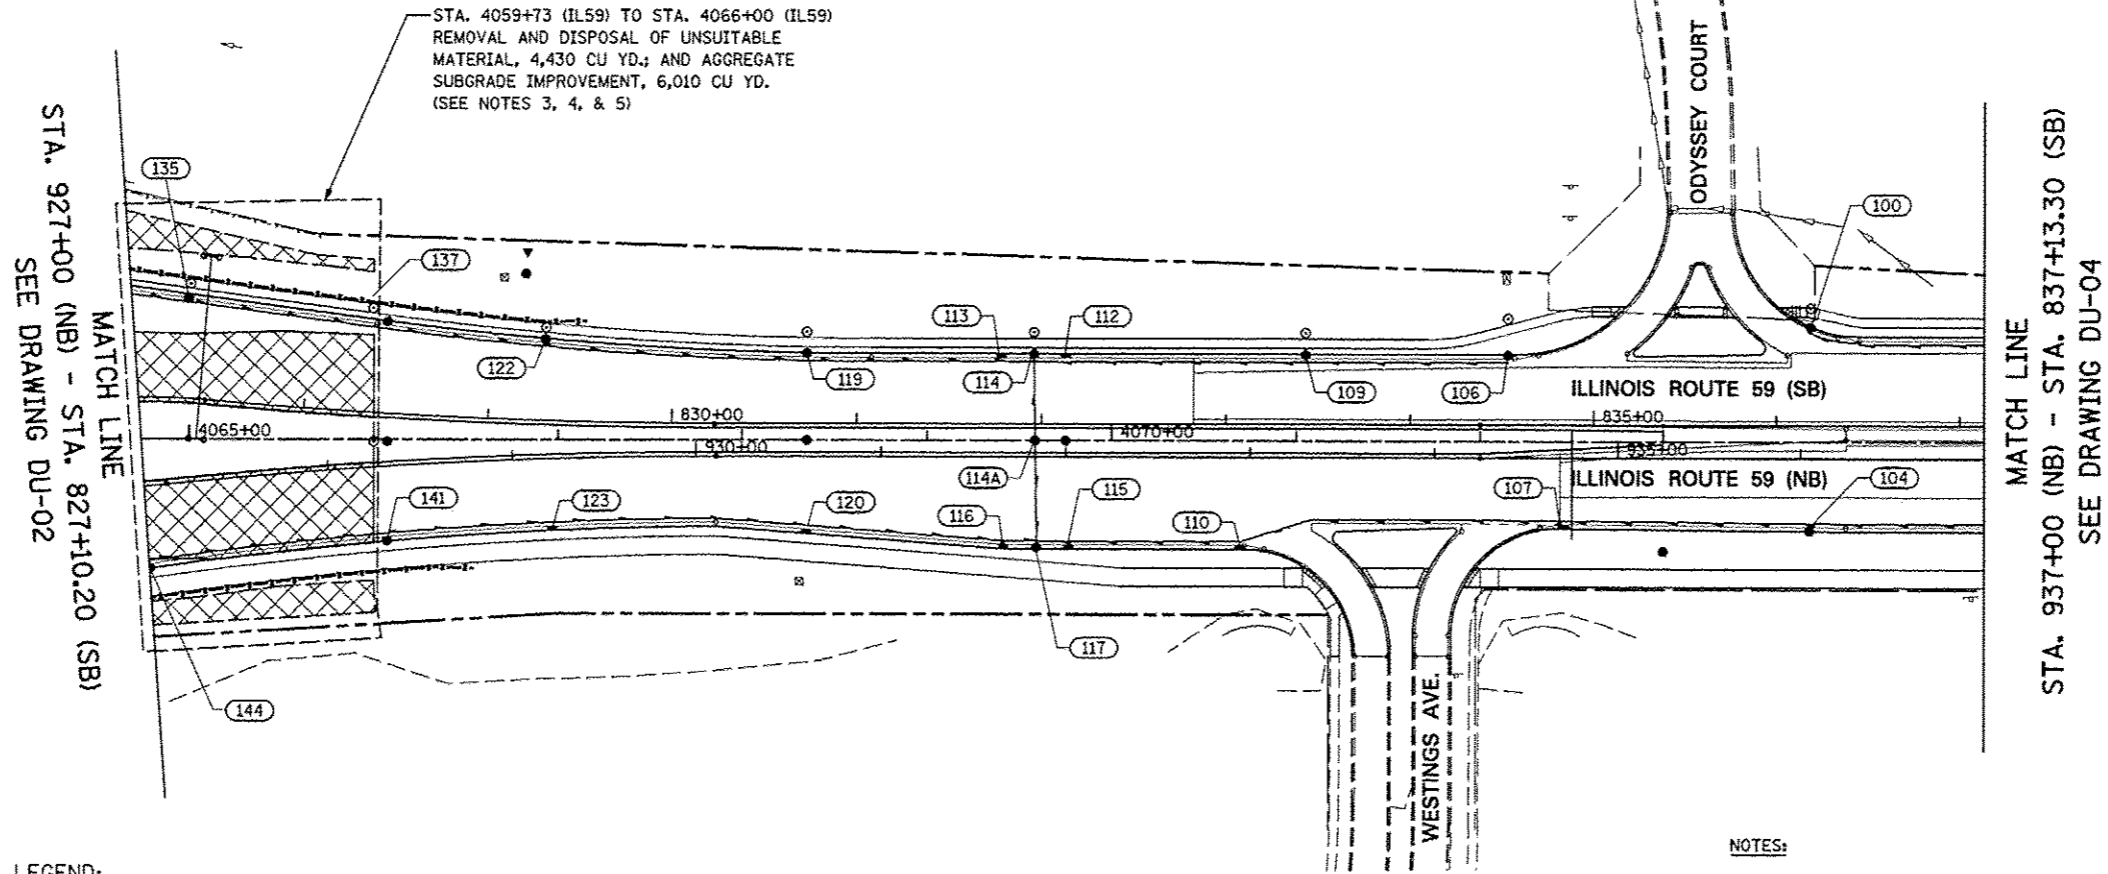 STA. 4059+73 (IL59) TO STA. 4066+00 (IL59)
REMOVAL AND DISPOSAL OF UNSUITABLE
MATERIAL, 4,430 CU YD.; AND AGGREGATE
SUBGRADE IMPROVEMENT, 6,010 CU YD.
(SEE NOTES 3, 4, & 5)
ODYSSEY COURT
STA. 927+00 (NB) - STA. 827+10.20 (SB)
SEE DRAWING DU-02
MATCH LINE
135
137
100
113
112
122
119
114
109
106
ILLINOIS ROUTE 59 (SB)
830+00
835+00
4065+00
4070+00
930+00
935+00
114A
ILLINOIS ROUTE 59 (NB)
141
123
120
116
115
110
107
104
117
144
WESTINGS AVE.
MATCH LINE
STA. 937+00 (NB) - STA. 837+13.30 (SB)
SEE DRAWING DU-04
NOTES:
LEGEND: